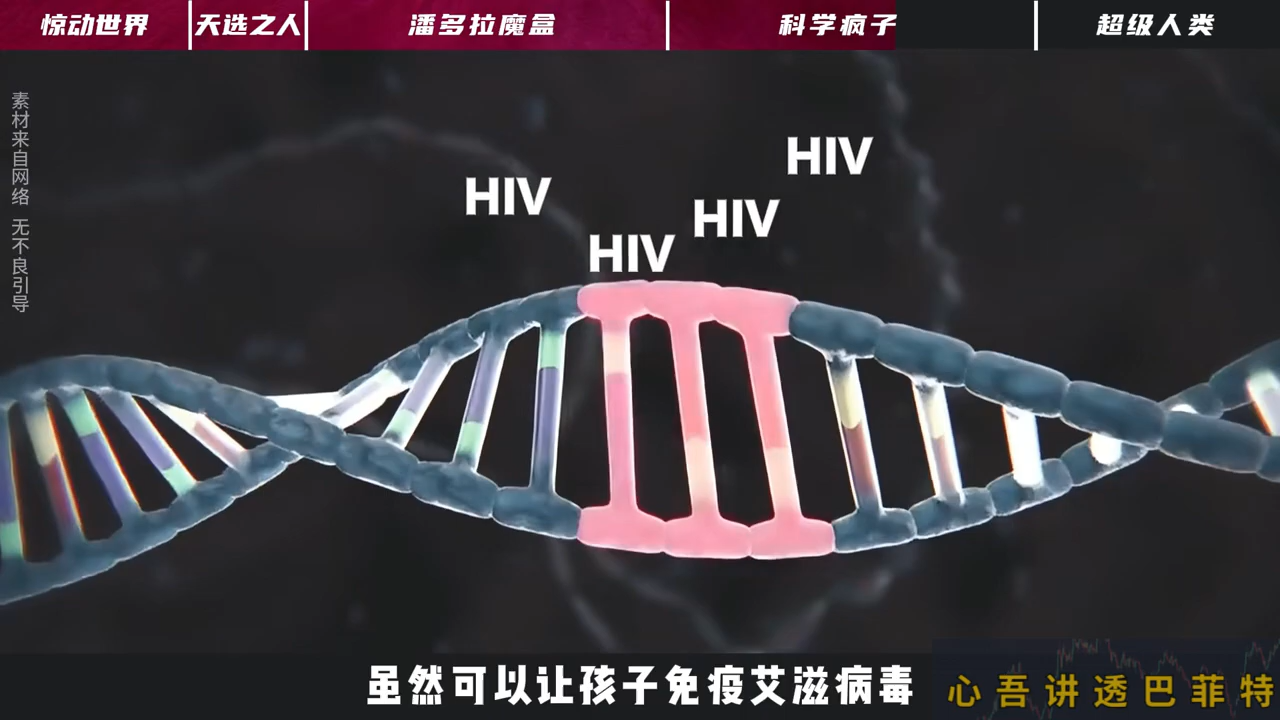 惊动世界
天选之人
潘多拉魔盒
科学疯子
超级人类
素材来自网络 无不良引导
HIV
HIV
HIV
HIV
虽然可以让孩子免疫艾滋病毒
心吾讲透巴菲特